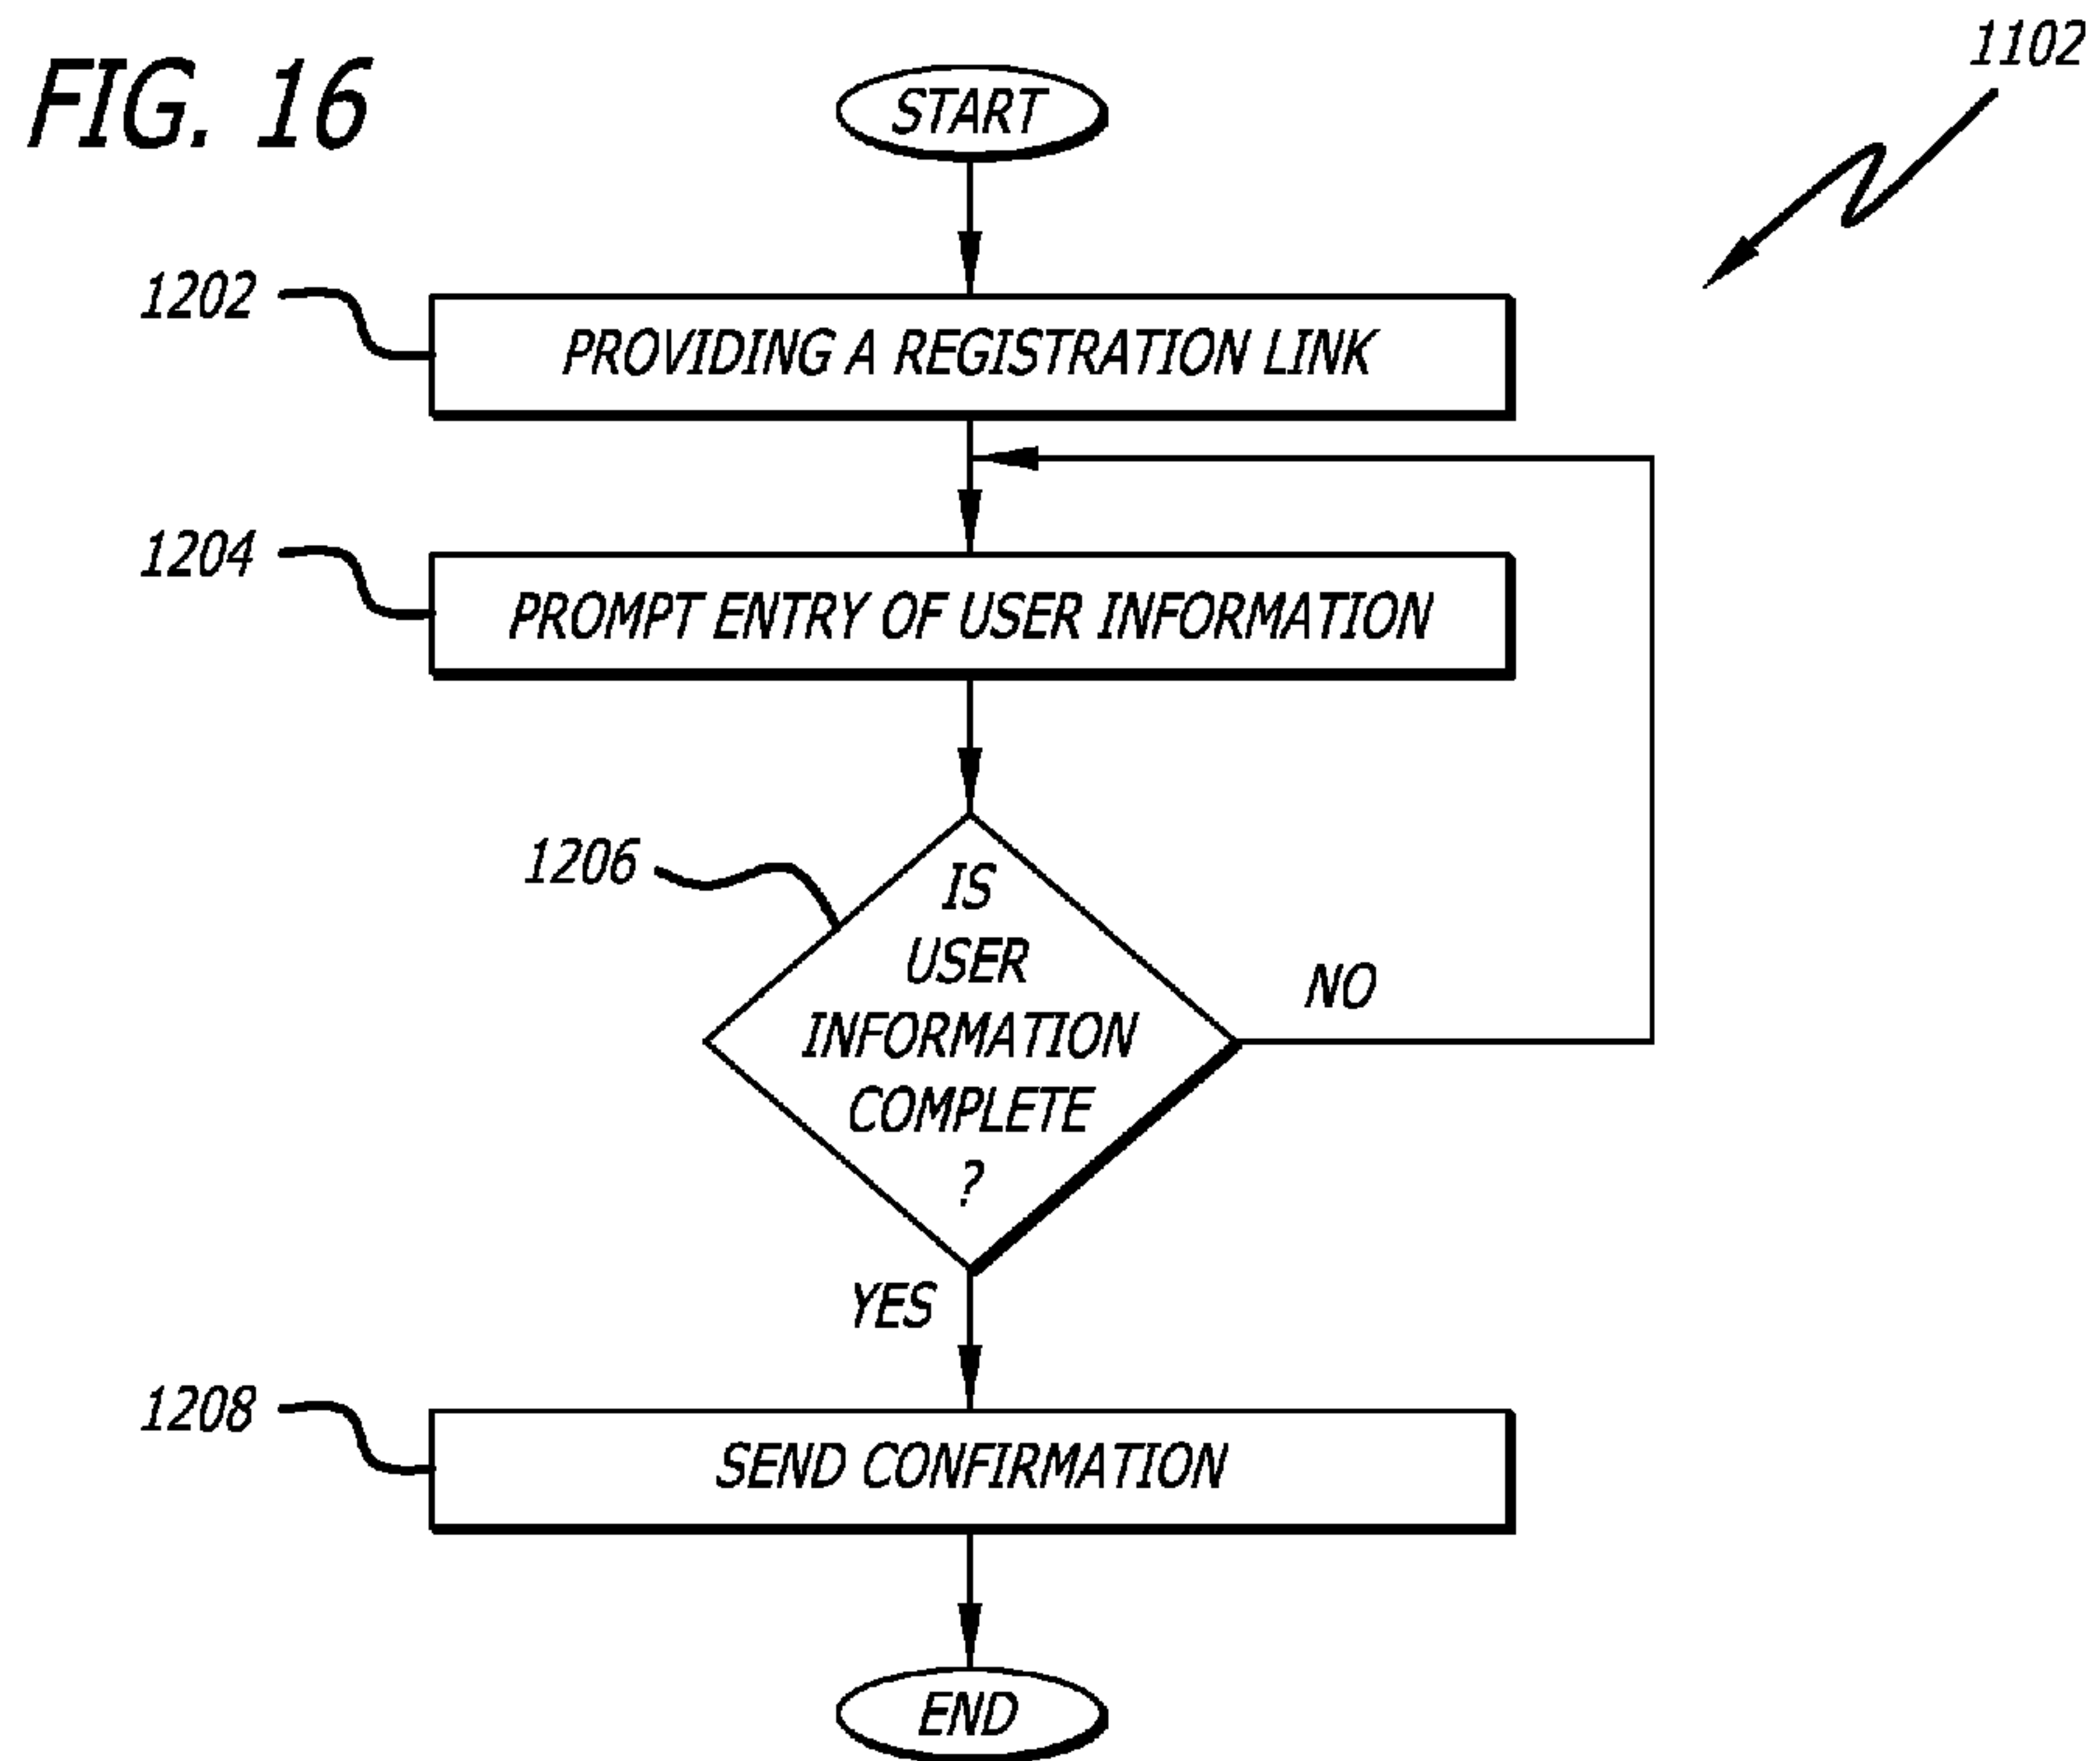 FIG. 16
1102
START
1202
PROVIDING A REGISTRATION LINK
1204
PROMPT ENTRY OF USER INFORMATION
1206
IS
USER
INFORMATION
COMPLETE
?
NO
YES
1208
SEND CONFIRMATION
END